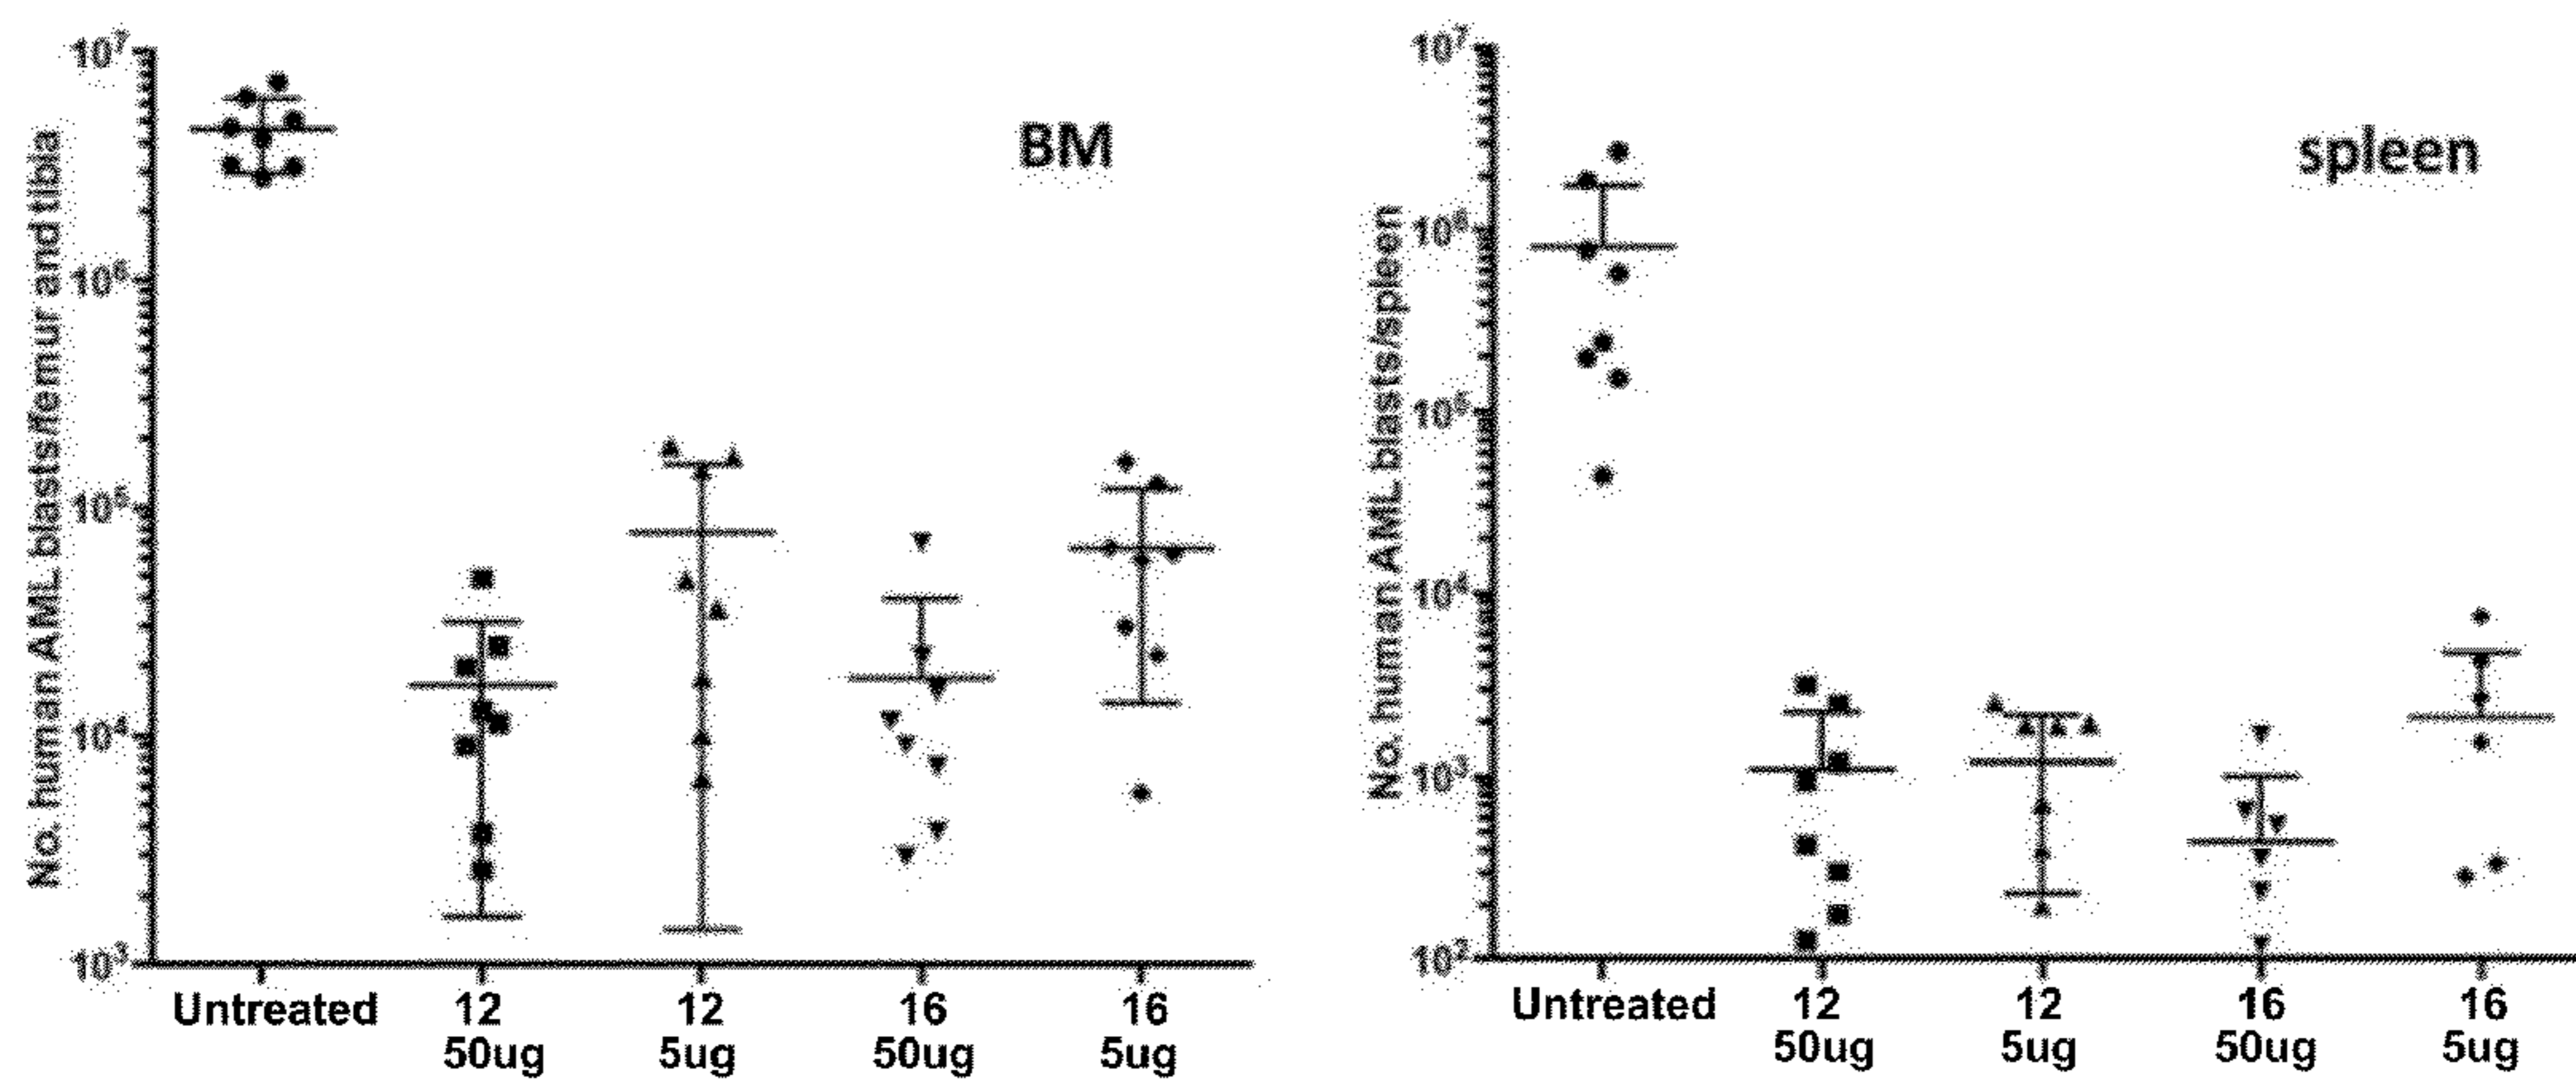 No. human AML blasts/femur and tibia
10⁷
10⁶
10⁵
10⁴
10³
BM
Untreated 12 12 16 16
50ug 5ug 50ug 5ug
No. human AML blasts/spleen
10⁷
10⁶
10⁵
10⁴
10³
10²
spleen
Untreated 12 12 16 16
50ug 5ug 50ug 5ug